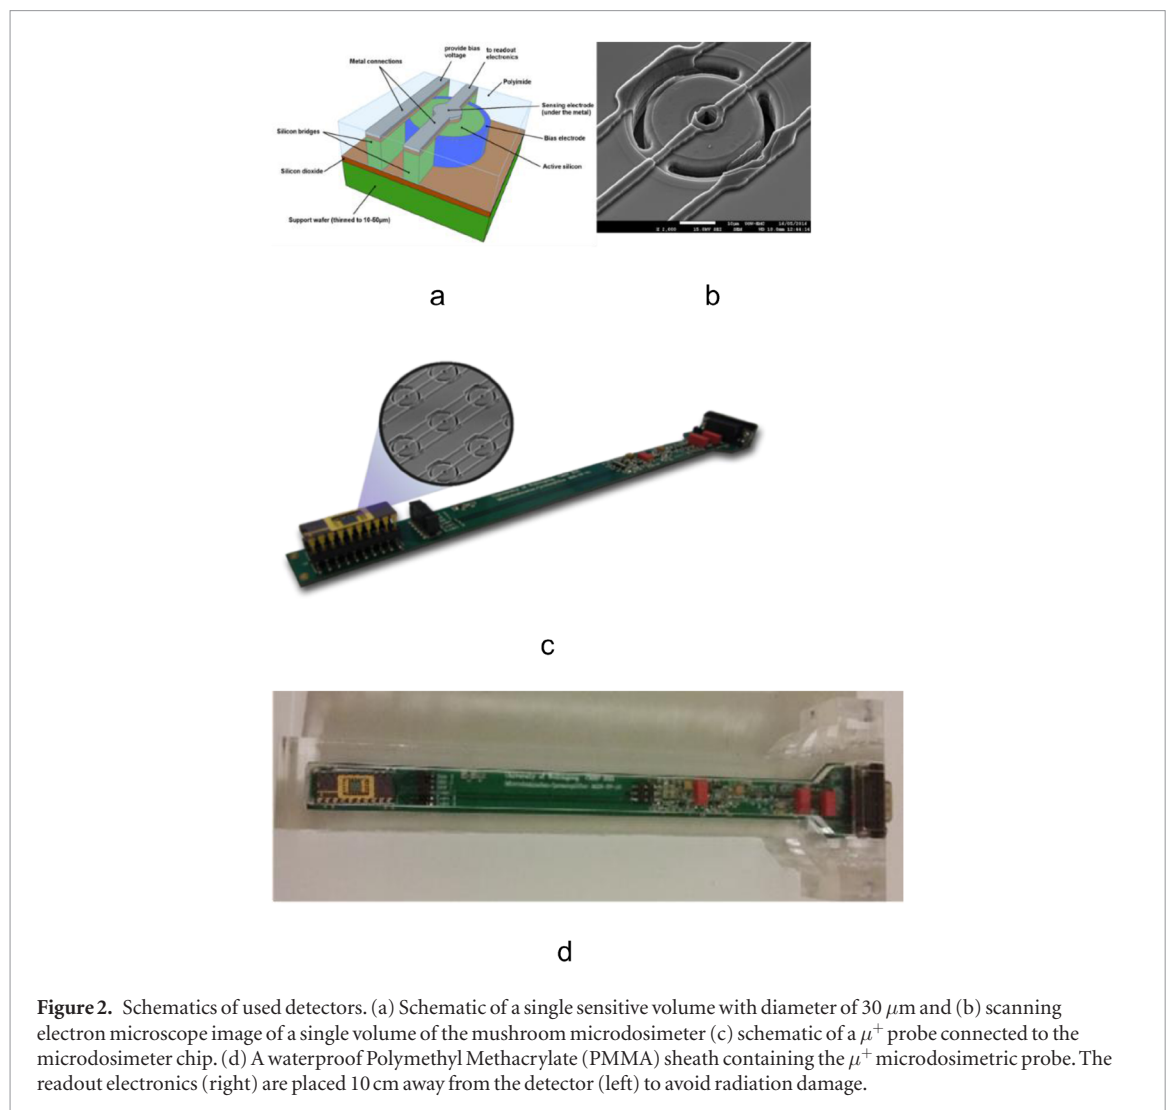 provide bias
voltage
to readout
electronics
Metal connections
Polyimide
Sensing electrode
(under the metal)
Silicon bridges
Bias electrode
Silicon dioxide
Active silicon
Support wafer (thinned to 10-50μm)
a
b
c
d
Figure 2. Schematics of used detectors. (a) Schematic of a single sensitive volume with diameter of 30 μm and (b) scanning
electron microscope image of a single volume of the mushroom microdosimeter (c) schematic of a μ⁺ probe connected to the
microdosimeter chip. (d) A waterproof Polymethyl Methacrylate (PMMA) sheath containing the μ⁺ microdosimetric probe. The
readout electronics (right) are placed 10 cm away from the detector (left) to avoid radiation damage.